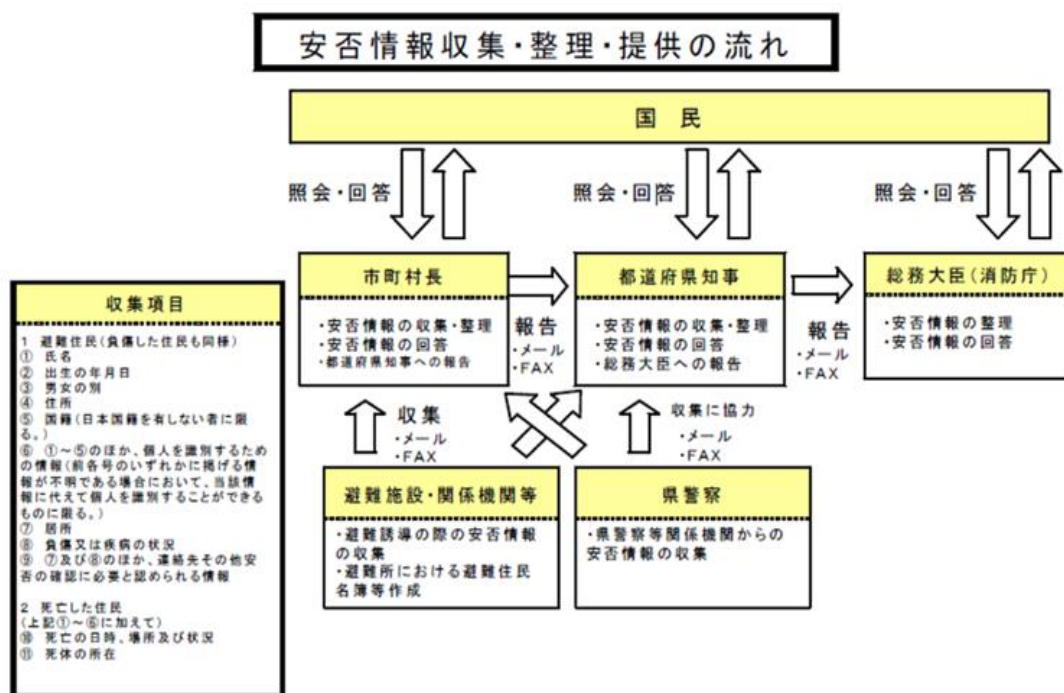 安否情報収集・整理・提供の流れ
国 民
照会・回答
照会・回答
照会・回答
市町村長
・安否情報の収集・整理
・安否情報の回答
・都道府県知事への報告
報告
・メール
・FAX
都道府県知事
・安否情報の収集・整理
・安否情報の回答
・総務大臣への報告
報告
・メール
・FAX
総務大臣(消防庁)
・安否情報の整理
・安否情報の回答
収集
・メール
・FAX
収集に協力
・メール
・FAX
避難施設・関係機関等
・避難誘導の際の安否情報
の収集
・避難所における避難住民
名簿等作成
県警察
・県警察等関係機関からの
安否情報の収集
収集項目
1 避難住民(負傷した住民も同様)
① 氏名
② 出生の年月日
③ 男女の別
④ 住所
⑤ 国籍(日本国籍を有しない者に限
る。)
⑥ ①~⑤のほか、個人を識別するため
の情報(前各号のいずれかに掲げる情
報が不明である場合において、当該情
報に代えて個人を識別することができる
ものに限る。)
⑦ 居所
⑧ 負傷又は疾病の状況
⑨ ⑦及び⑧のほか、連絡先その他安
否の確認に必要と認められる情報
2 死亡した住民
(上記①~⑥に加えて)
⑩ 死亡の日時、場所及び状況
⑪ 死体の所在